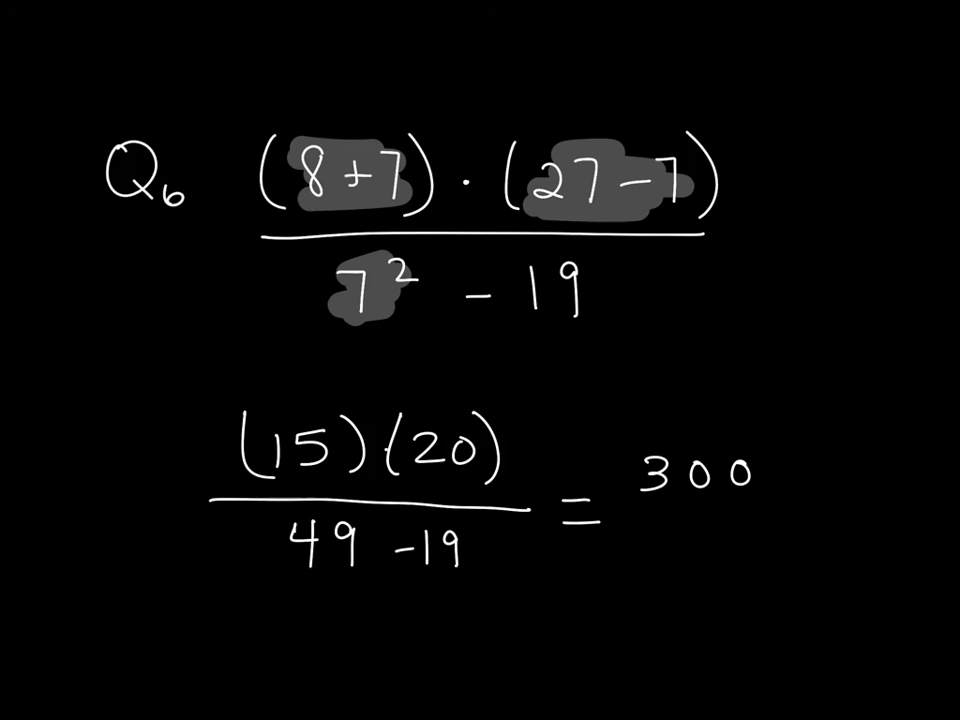 Q6 (8+7) · (27-7)
7² - 19
(15)(20)
49 - 19
= 300